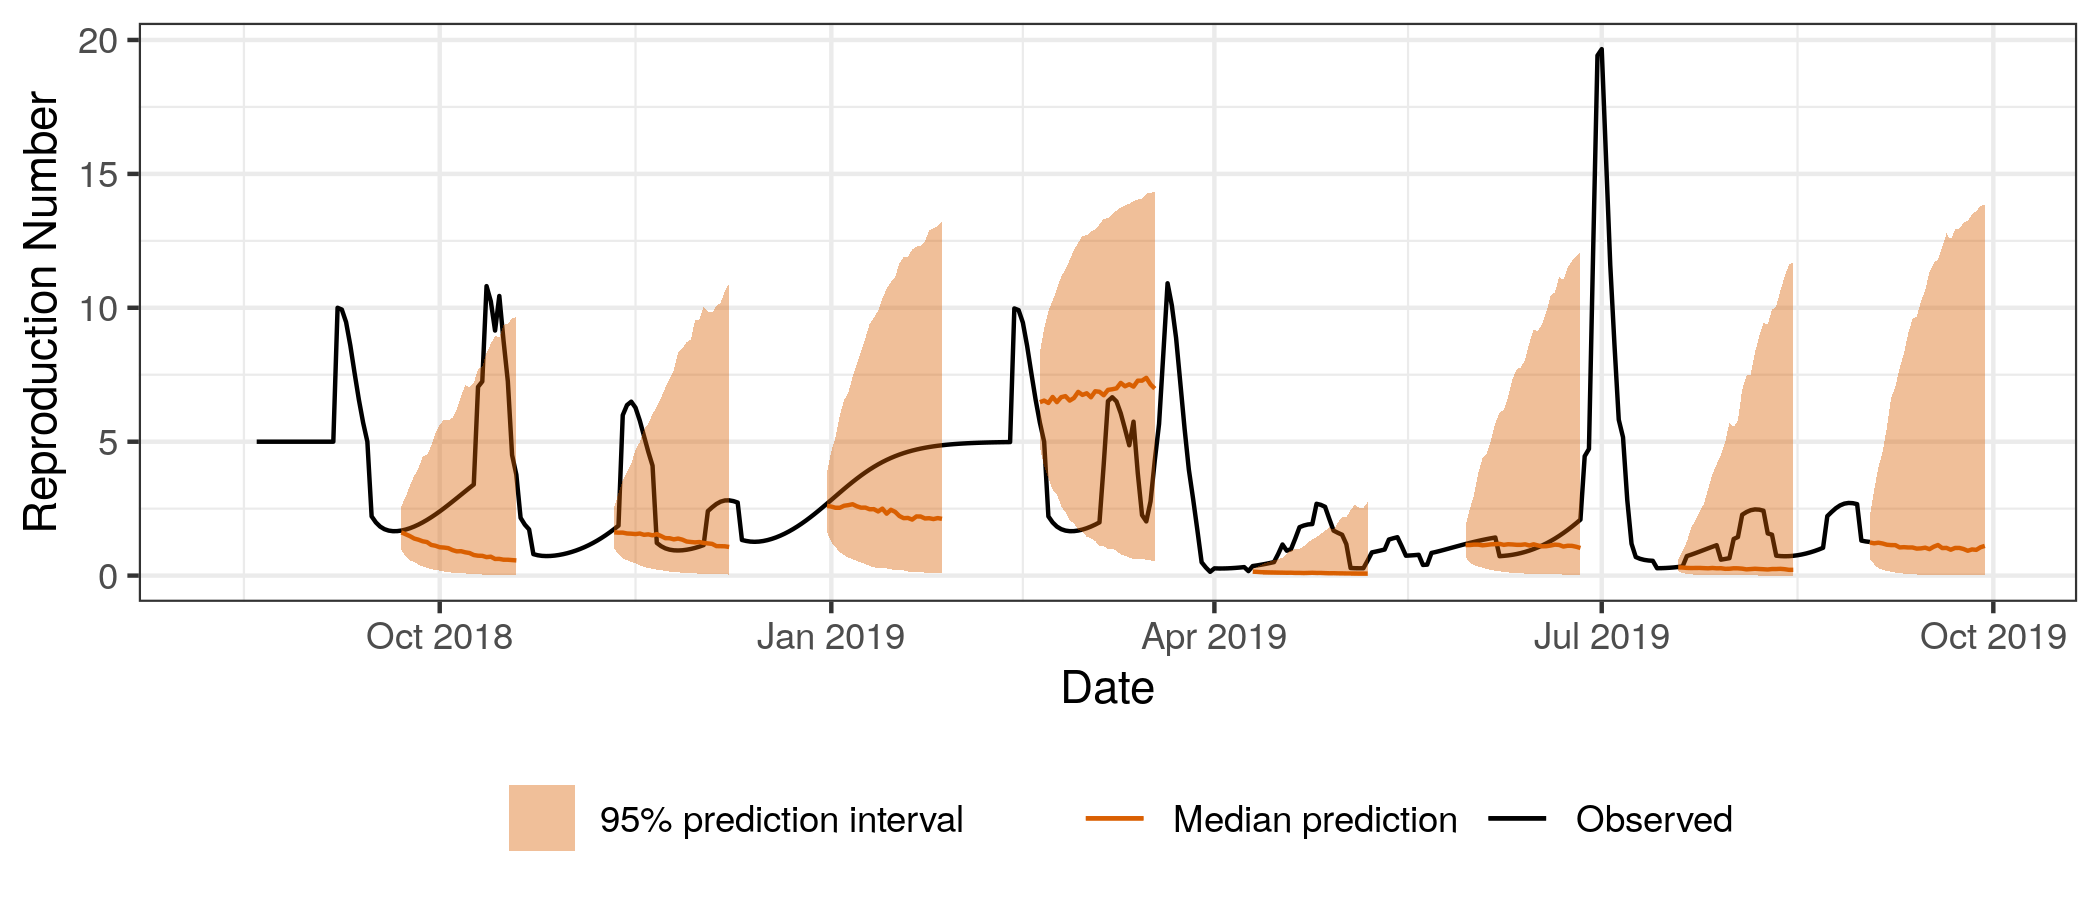 20
15
10
5
0
Reproduction Number
Oct 2018 Jan 2019 Apr 2019 Jul 2019 Oct 2019
Date
95% prediction interval Median prediction Observed